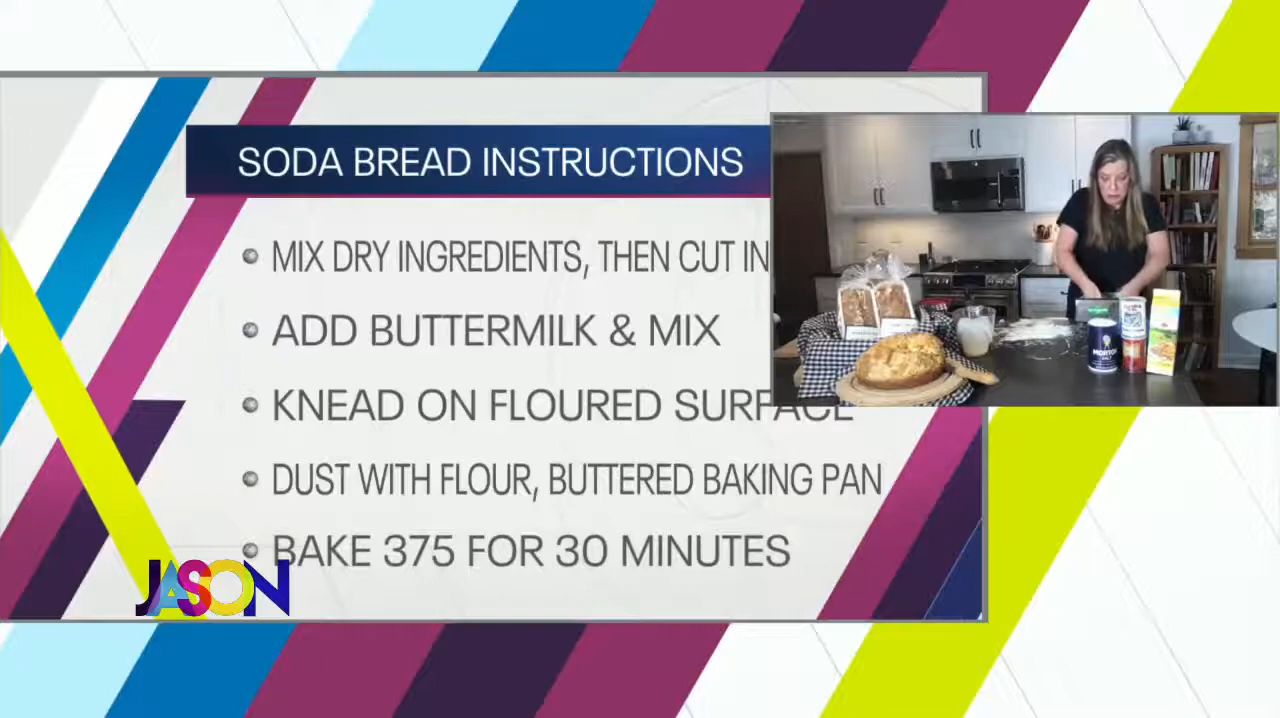 SODA BREAD INSTRUCTIONS
MIX DRY INGREDIENTS, THEN CUT IN
ADD BUTTERMILK & MIX
KNEAD ON FLOURED SURFACE
DUST WITH FLOUR, BUTTERED BAKING PAN
BAKE 375 FOR 30 MINUTES
JASON
MORTON
SALT